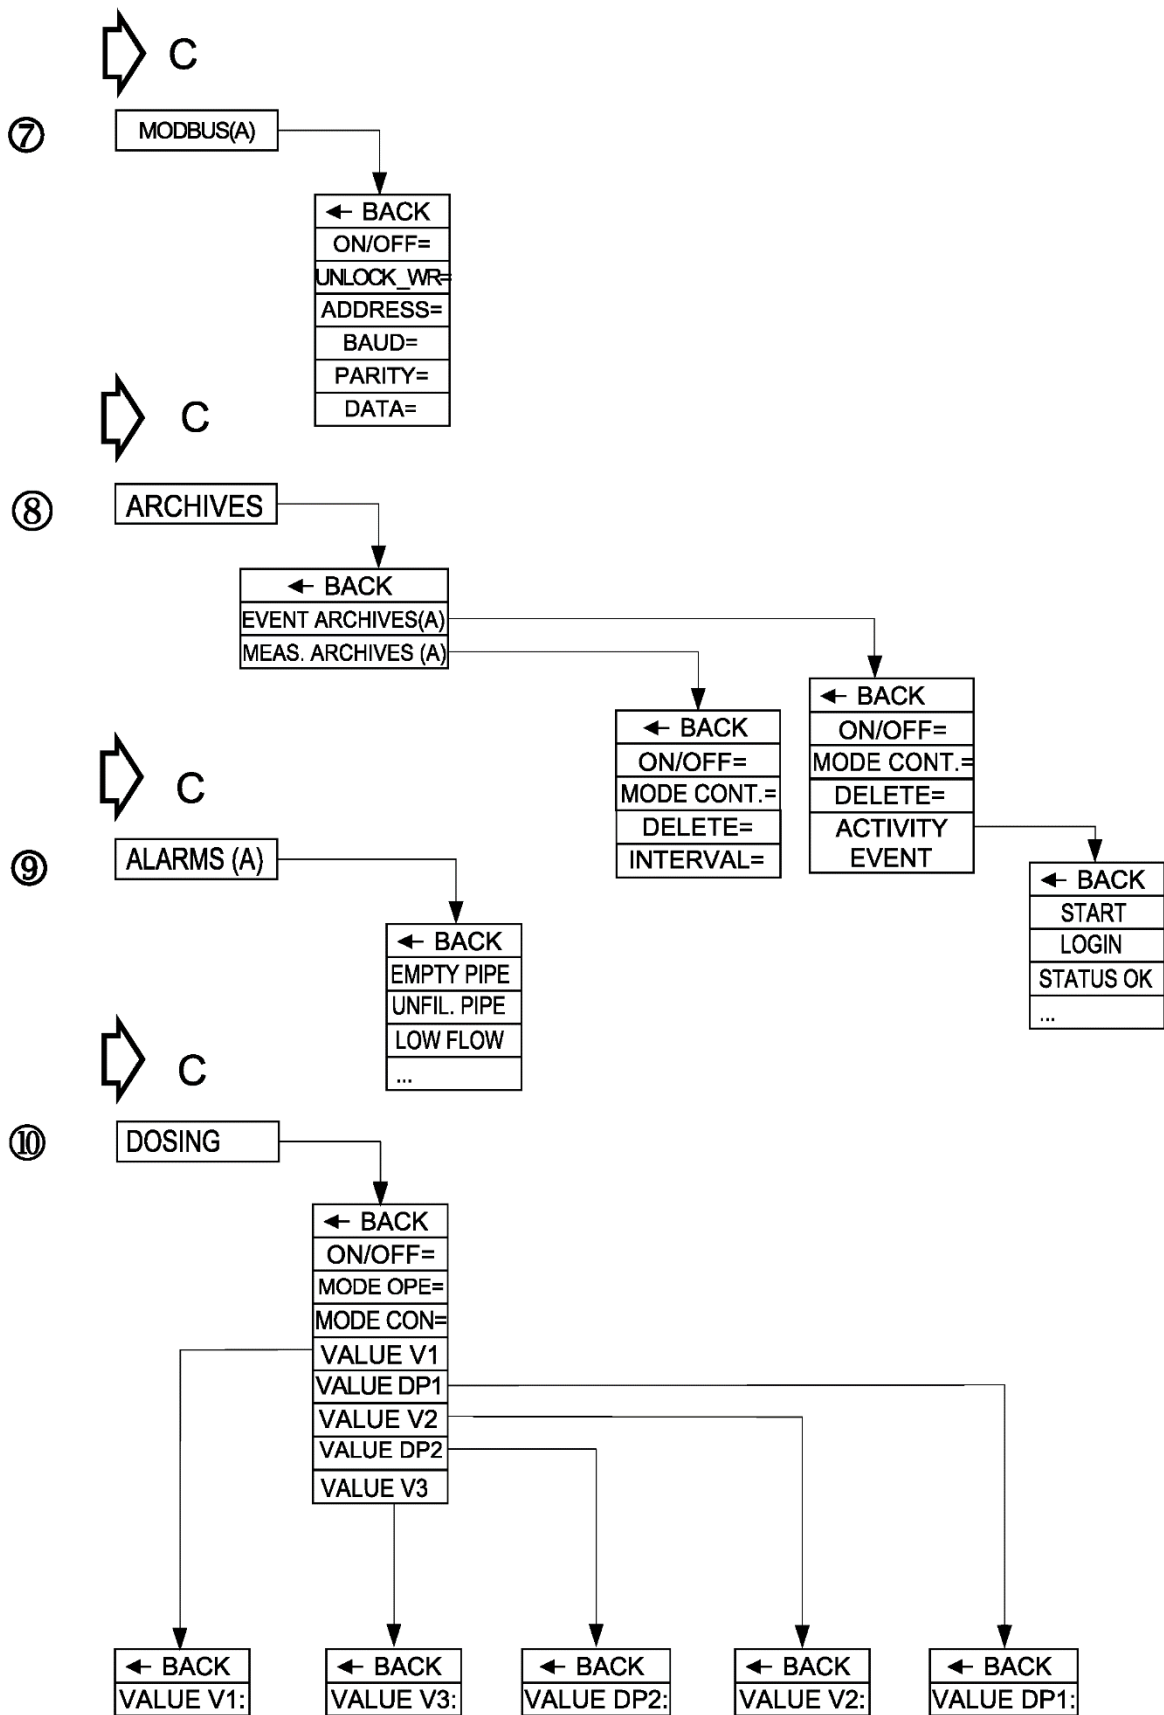 C
⑦ MODBUS(A)
← BACK
ON/OFF=
UNLOCK_WR=
ADDRESS=
BAUD=
PARITY=
DATA=
C
⑧ ARCHIVES
← BACK
EVENT ARCHIVES(A)
MEAS. ARCHIVES (A)
← BACK
ON/OFF=
MODE CONT.=
DELETE=
INTERVAL=
← BACK
ON/OFF=
MODE CONT.=
DELETE=
ACTIVITY
EVENT
← BACK
START
LOGIN
STATUS OK
...
C
⑨ ALARMS (A)
← BACK
EMPTY PIPE
UNFIL. PIPE
LOW FLOW
...
C
⑩ DOSING
← BACK
ON/OFF=
MODE OPE=
MODE CON=
VALUE V1
VALUE DP1
VALUE V2
VALUE DP2
VALUE V3
← BACK
VALUE V1:
← BACK
VALUE V3:
← BACK
VALUE DP2:
← BACK
VALUE V2:
← BACK
VALUE DP1: